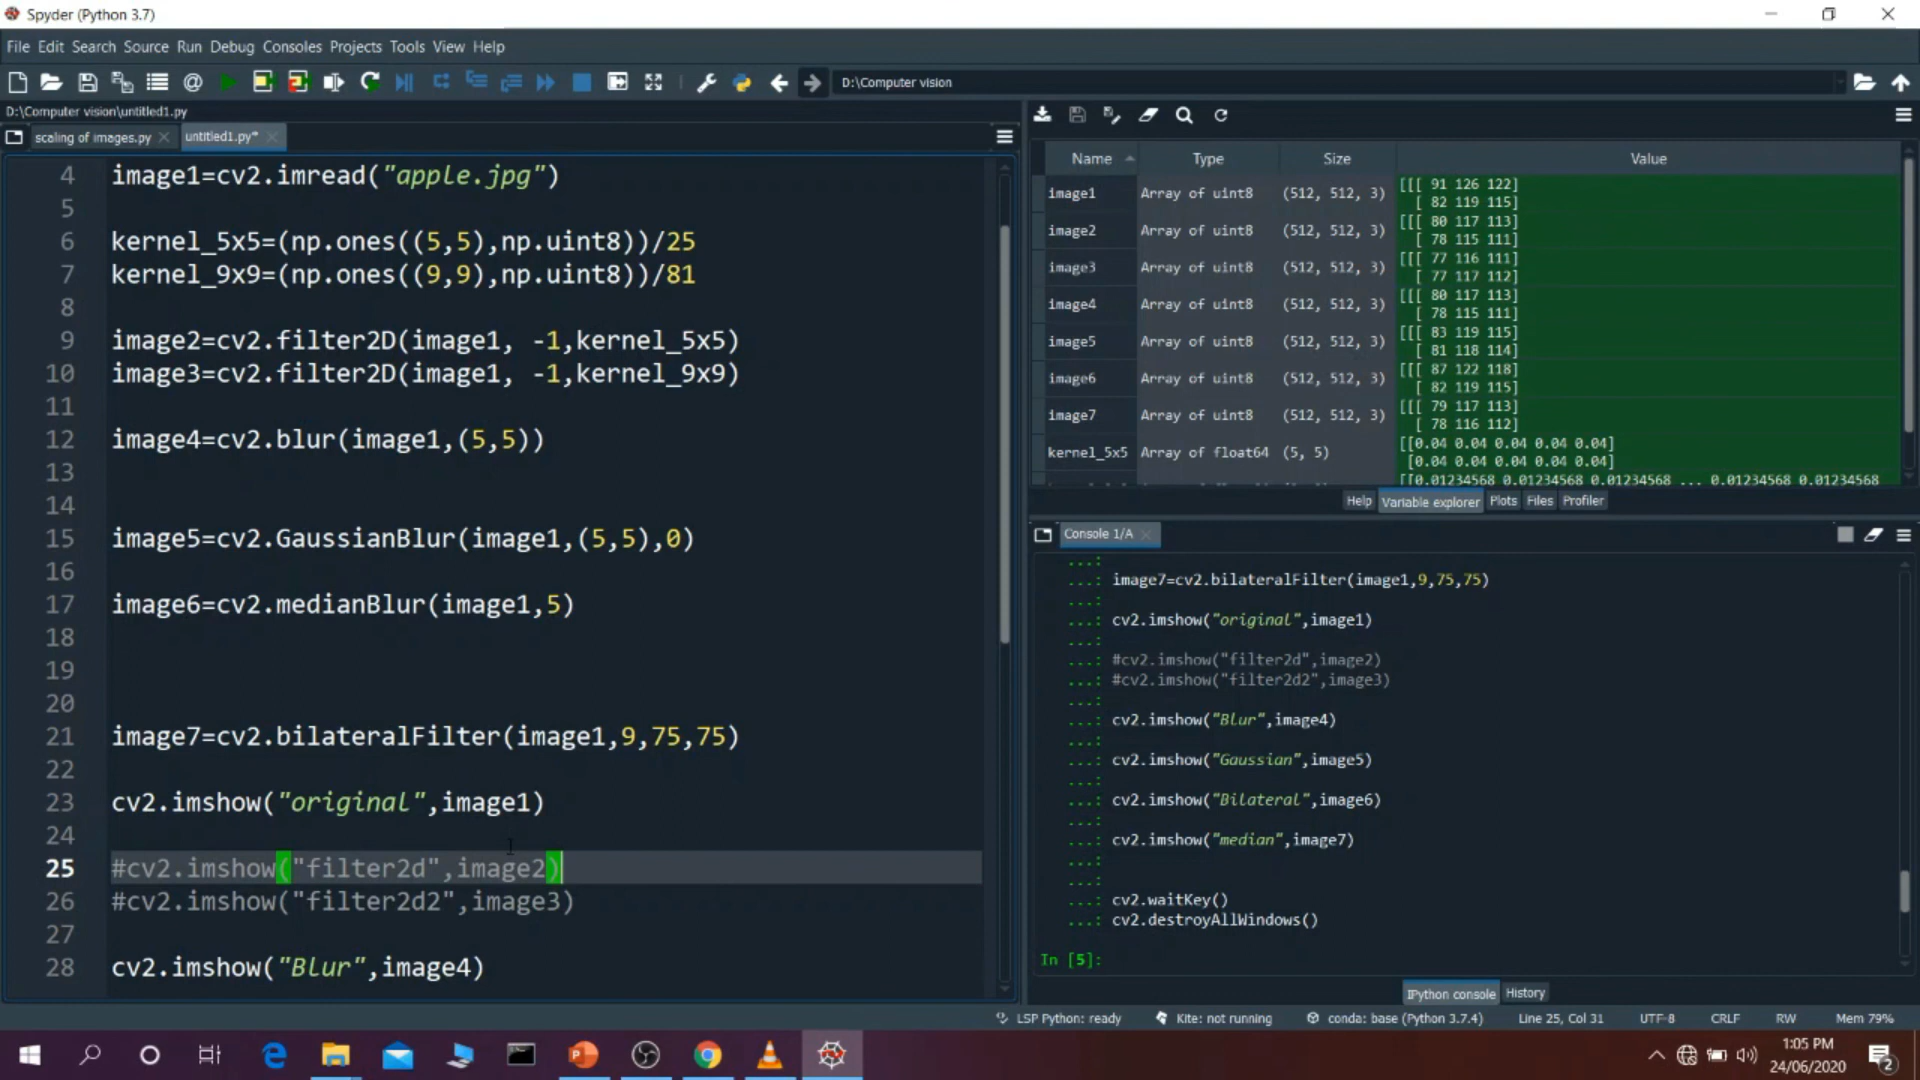 Spyder (Python 3.7)
File Edit Search Source Run Debug Consoles Projects Tools View Help
D:\Computer vision
D:\Computer vision\untitled1.py
scaling of images.py
untitled1.py*
4 image1=cv2.imread("apple.jpg")
5
6 kernel_5x5=(np.ones((5,5),np.uint8))/25
7 kernel_9x9=(np.ones((9,9),np.uint8))/81
8
9 image2=cv2.filter2D(image1, -1,kernel_5x5)
10 image3=cv2.filter2D(image1, -1,kernel_9x9)
11
12 image4=cv2.blur(image1,(5,5))
13
14
15 image5=cv2.GaussianBlur(image1,(5,5),0)
16
17 image6=cv2.medianBlur(image1,5)
18
19
20
21 image7=cv2.bilateralFilter(image1,9,75,75)
22
23 cv2.imshow("original",image1)
24
25 #cv2.imshow("filter2d",image2)
26 #cv2.imshow("filter2d2",image3)
27
28 cv2.imshow("Blur",image4)
Name Type Size Value
image1 Array of uint8 (512, 512, 3) [[[ 91 126 122]
[ 82 119 115]
image2 Array of uint8 (512, 512, 3) [[[ 80 117 113]
[ 78 115 111]
image3 Array of uint8 (512, 512, 3) [[[ 77 116 111]
[ 77 117 112]
image4 Array of uint8 (512, 512, 3) [[[ 80 117 113]
[ 78 115 111]
image5 Array of uint8 (512, 512, 3) [[[ 83 119 115]
[ 81 118 114]
image6 Array of uint8 (512, 512, 3) [[[ 87 122 118]
[ 82 119 115]
image7 Array of uint8 (512, 512, 3) [[[ 79 117 113]
[ 78 116 112]
kernel_5x5 Array of float64 (5, 5) [[0.04 0.04 0.04 0.04 0.04]
[0.04 0.04 0.04 0.04 0.04]
[[0.01234568 0.01234568 0.01234568 ... 0.01234568 0.01234568
Help Variable explorer Plots Files Profiler
Console 1/A
...:
...: image7=cv2.bilateralFilter(image1,9,75,75)
...:
...: cv2.imshow("original",image1)
...:
...: #cv2.imshow("filter2d",image2)
...: #cv2.imshow("filter2d2",image3)
...:
...: cv2.imshow("Blur",image4)
...:
...: cv2.imshow("Gaussian",image5)
...:
...: cv2.imshow("Bilateral",image6)
...:
...: cv2.imshow("median",image7)
...:
...:
...: cv2.waitKey()
...: cv2.destroyAllWindows()
In [5]:
IPython console History
LSP Python: ready Kite: not running conda: base (Python 3.7.4) Line 25, Col 31 UTF-8 CRLF RW Mem 79%
1:05 PM
24/06/2020
2